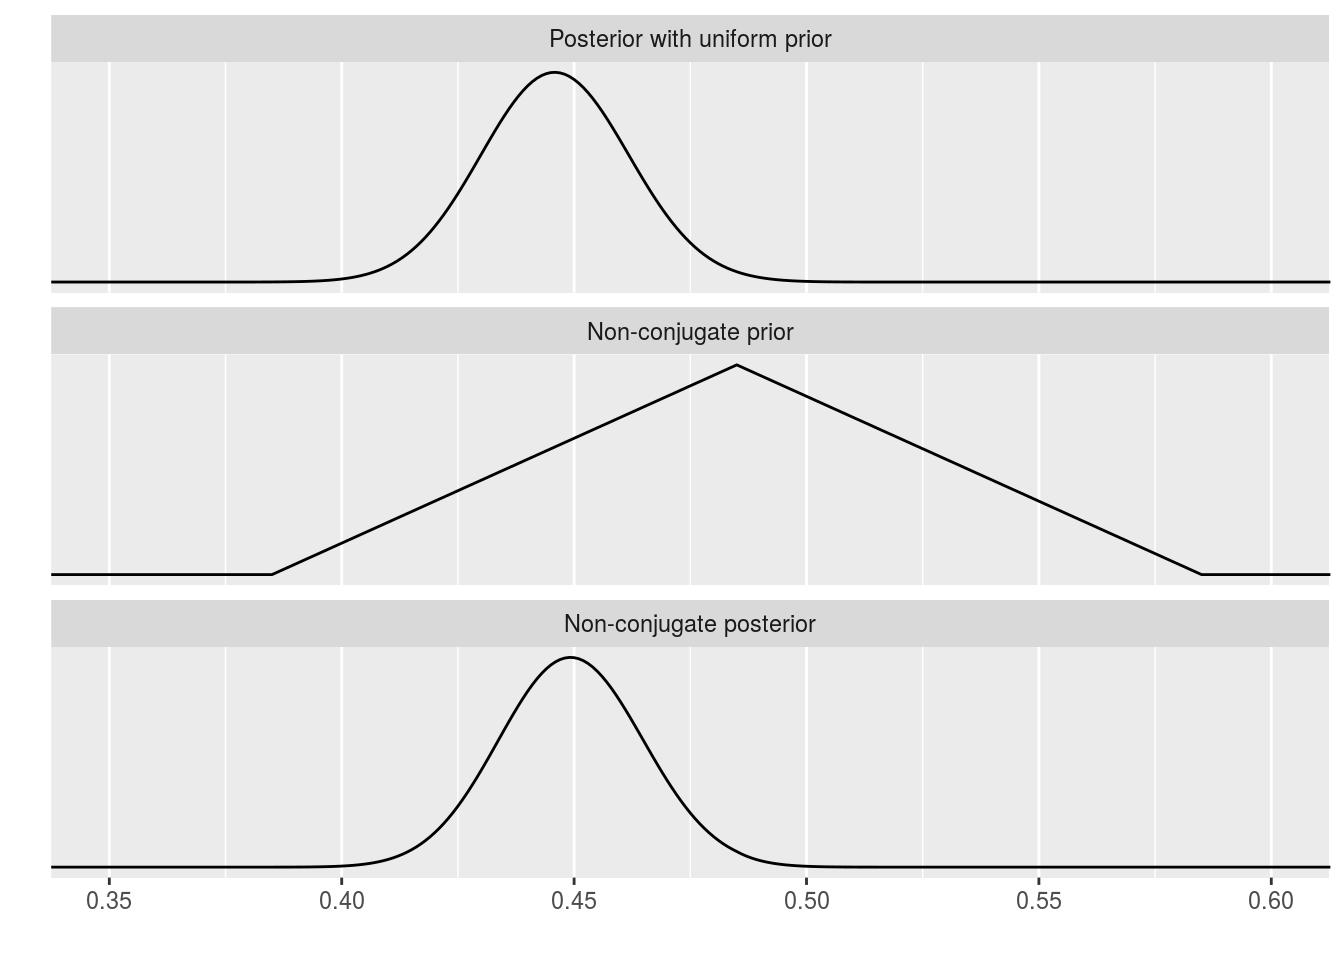 Posterior with uniform prior
Non-conjugate prior
Non-conjugate posterior
0.35 0.40 0.45 0.50 0.55 0.60